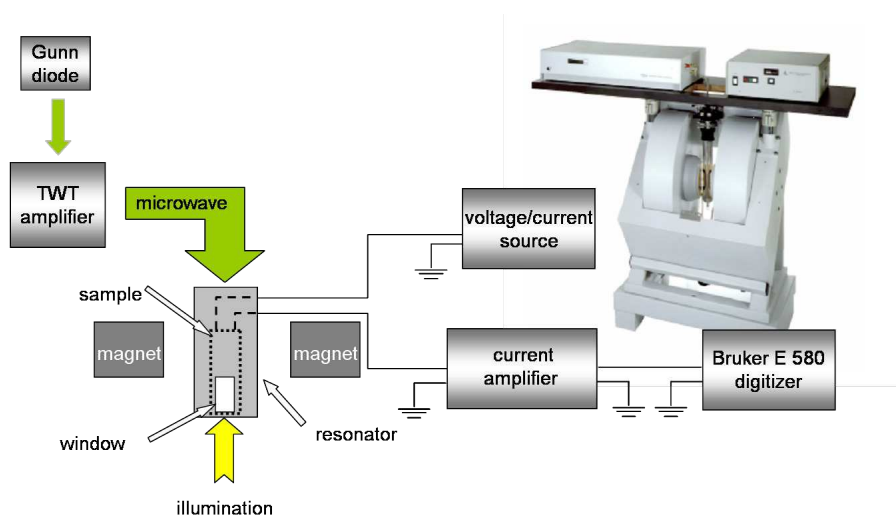 Gunn
diode
TWT
amplifier
microwave
voltage/current
source
sample
magnet
magnet
current
amplifier
Bruker E 580
digitizer
window
resonator
illumination